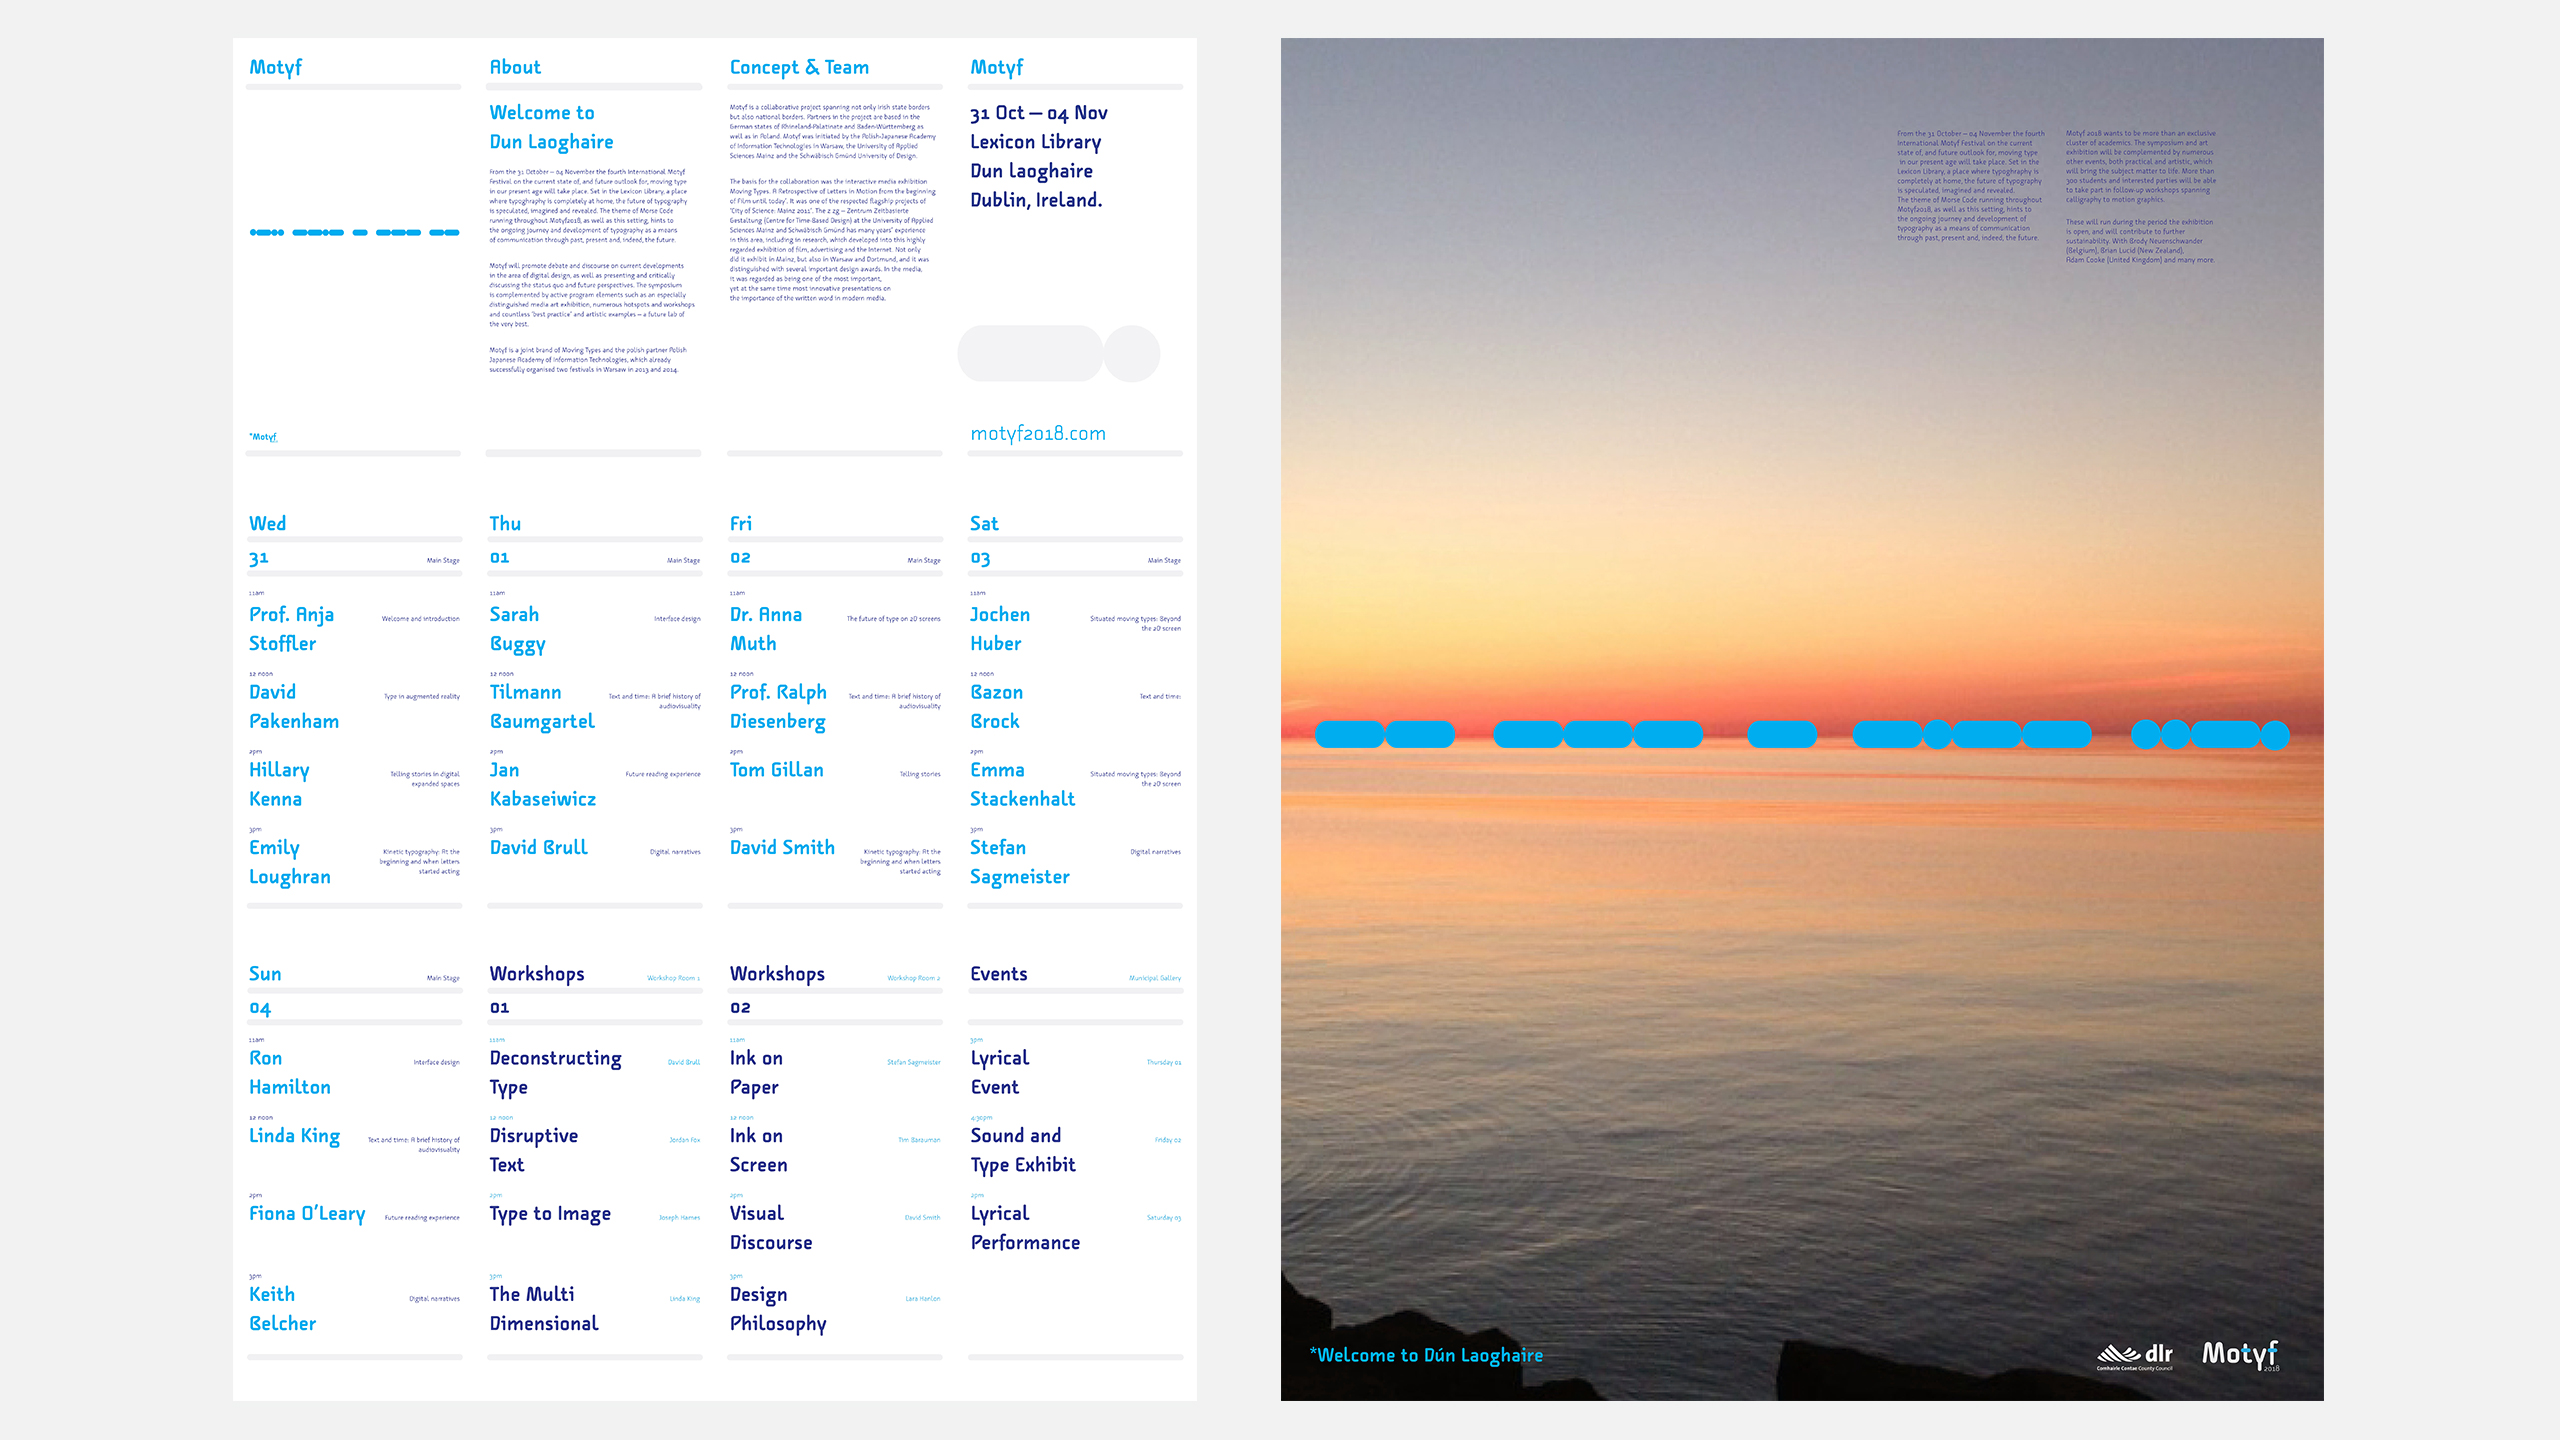 Motyf
*Motyf
About
Welcome to
Dun Laoghaire
From the 31 October – 04 November the fourth International Motyf
Festival on the current state of, and future outlook for, moving type
in our present age will take place. Set in the Lexicon Library, a place
where typography is completely at home, the future of typography
is speculated, imagined and revealed. The theme of Morse Code
running throughout Motyf2018, as well as this setting, hints to
the ongoing journey and development of typography as a means
of communication through past, present and, indeed, the future.
Motyf will promote debate and discourse on current developments
in the area of digital design, as well as presenting and critically
discussing the status quo and future perspectives. The symposium
is complemented by active program elements such as an especially
distinguished media art exhibition, numerous hotspots and workshops
and countless 'best practice' and artistic examples – a future lab of
the very best.
Motyf is a joint brand of Moving Types and the polish partner Polish
Japanese Academy of Information Technologies, which already
successfully organised two festivals in Warsaw in 2013 and 2014.
Concept & Team
Motyf is a collaborative project spanning not only Irish state borders
but also national borders. Partners in the project are based in the
German states of Rhineland-Palatinate and Baden-Württemberg as
well as in Poland. Motyf was initiated by the Polish-Japanese Academy
of Information Technologies in Warsaw, the University of Applied
Sciences Mainz and the Schwäbisch Gmünd University of Design.
The basis for the collaboration was the interactive media exhibition
Moving Types. A Retrospective of Letters in Motion from the beginning
of Film until today'. It was one of the respected flagship projects of
'City of Science: Mainz 2011'. The z zg – Zentrum Zeitbasierte
Gestaltung (Centre for Time Based Design) at the University of Applied
Sciences Mainz and Schwäbisch Gmünd has many years' experience
in this area, including in research, which developed into this highly
regarded exhibition of film, advertising and the Internet. Not only
did it exhibit in Mainz, but also in Warsaw and Dortmund, and it was
distinguished with several important design awards. In the media,
it was regarded as being one of the most important,
yet at the same time most innovative presentations on
the importance of the written word in modern media.
Motyf
31 Oct – 04 Nov
Lexicon Library
Dun laoghaire
Dublin, Ireland.
motyf2018.com
Wed
31
Main Stage
11am
Prof. Anja
Stoffler
Welcome and introduction
12 noon
David
Pakenham
Type in augmented reality
2pm
Hillary
Kenna
Telling stories in digital
expanded spaces
3pm
Emily
Loughran
Kinetic typography: At the
beginning and when letters
started acting
Thu
01
Main Stage
11am
Sarah
Buggy
Interface design
12 noon
Tilmann
Baumgartel
Text and time: A brief history of
audiovisuality
2pm
Jan
Kabaseiwicz
Future reading experience
3pm
David Brull
Digital narratives
Fri
02
Main Stage
11am
Dr. Anna
Muth
The future of type on 2D screens
12 noon
Prof. Ralph
Diesenberg
Text and time: A brief history of
audiovisuality
2pm
Tom Gillan
Telling stories
3pm
David Smith
Kinetic typography: At the
beginning and when letters
started acting
Sat
03
Main Stage
11am
Jochen
Huber
Situated moving types: Beyond
the 2D screen
12 noon
Bazon
Brock
Text and time:
2pm
Emma
Stackenhalt
Situated moving types: Beyond
the 2D screen
3pm
Stefan
Sagmeister
Digital narratives
Sun
Main Stage
04
11am
Ron
Hamilton
Interface design
12 noon
Linda King
Text and time: A brief history of
audiovisuality
2pm
Fiona O'Leary
Future reading experience
3pm
Keith
Belcher
Digital narratives
Workshops
Workshop Room 1
01
11am
Deconstructing
Type
David Brull
12 noon
Disruptive
Text
Jordan Fox
2pm
Type to Image
Joseph Hames
3pm
The Multi
Dimensional
Linda King
Workshops
Workshop Room 2
02
11am
Ink on
Paper
Stefan Sagmeister
12 noon
Ink on
Screen
Tim Barauman
2pm
Visual
Discourse
David Smith
3pm
Design
Philosophy
Lara Hanlon
Events
Municipal Gallery
3pm
Lyrical
Event
Thursday 01
4:30pm
Sound and
Type Exhibit
Friday 02
2pm
Lyrical
Performance
Saturday 03
From the 31 October – 04 November the fourth
International Motyf Festival on the current
state of, and future outlook for, moving type
in our present age will take place. Set in the
Lexicon Library, a place where typoghraphy is
completely at home, the future of typography
is speculated, imagined and revealed.
The theme of Morse Code running throughout
Motyf2018, as well as this setting, hints to
the ongoing journey and development of
typography as a means of communication
through past, present and, indeed, the future.
Motyf 2018 wants to be more than an exclusive
cluster of academics. The symposium and art
exhibition will be complemented by numerous
other events, both practical and artistic, which
will bring the subject matter to life. More than
300 students and interested parties will be able
to take part in follow-up workshops spanning
calligraphy to motion graphics.
These will run during the period the exhibition
is open, and will contribute to further
sustainability. With Brody Neuenschwander
(Belgium), Brian Lucid (New Zealand),
Adam Cooke (United Kingdom) and many more.
*Welcome to Dún Laoghaire
dlr
Comhairle Contae County Council
Motyf
2018